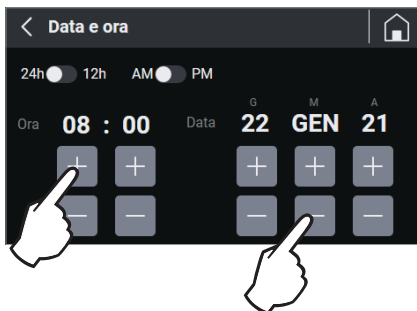 Data e ora
24h 12h AM PM
G M A
Ora 08 : 00 Data 22 GEN 21
+ + + + +
− − − − −